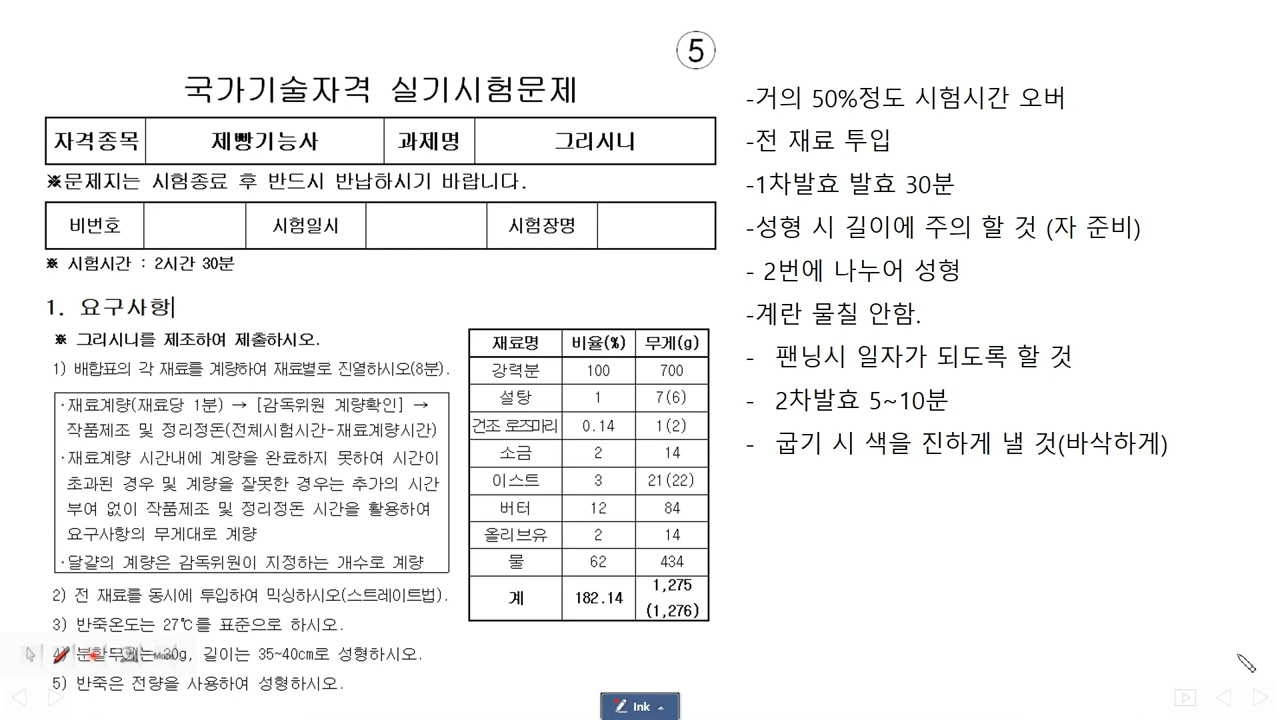 ⑤
국가기술자격 실기시험문제
자격종목 제빵기능사 과제명 그리시니
※문제지는 시험종료 후 반드시 반납하시기 바랍니다.
비번호 시험일시 시험장명
※ 시험시간 : 2시간 30분
1. 요구사항
※ 그리시니를 제조하여 제출하시오.
1) 배합표의 각 재료를 계량하여 재료별로 진열하시오(8분).
·재료계량(재료당 1분) → [감독위원 계량확인] →
작품제조 및 정리정돈(전체시험시간-재료계량시간)
·재료계량 시간내에 계량을 완료하지 못하여 시간이
초과된 경우 및 계량을 잘못한 경우는 추가의 시간
부여 없이 작품제조 및 정리정돈 시간을 활용하여
요구사항의 무게대로 계량
·달걀의 계량은 감독위원이 지정하는 개수로 계량
2) 전 재료를 동시에 투입하여 믹싱하시오(스트레이트법).
3) 반죽온도는 27℃를 표준으로 하시오.
4) 분할무게는 30g, 길이는 35~40cm로 성형하시오.
5) 반죽은 전량을 사용하여 성형하시오.
재료명 비율(%) 무게(g)
강력분 100 700
설탕 1 7(6)
건조 로즈마리 0.14 1(2)
소금 2 14
이스트 3 21(22)
버터 12 84
올리브유 2 14
물 62 434
계 182.14 1,275
(1,276)
-거의 50%정도 시험시간 오버
-전 재료 투입
-1차발효 발효 30분
-성형 시 길이에 주의 할 것 (자 준비)
- 2번에 나누어 성형
-계란 물칠 안함.
- 팬닝시 일자가 되도록 할 것
- 2차발효 5~10분
- 굽기 시 색을 진하게 낼 것(바삭하게)
Ink